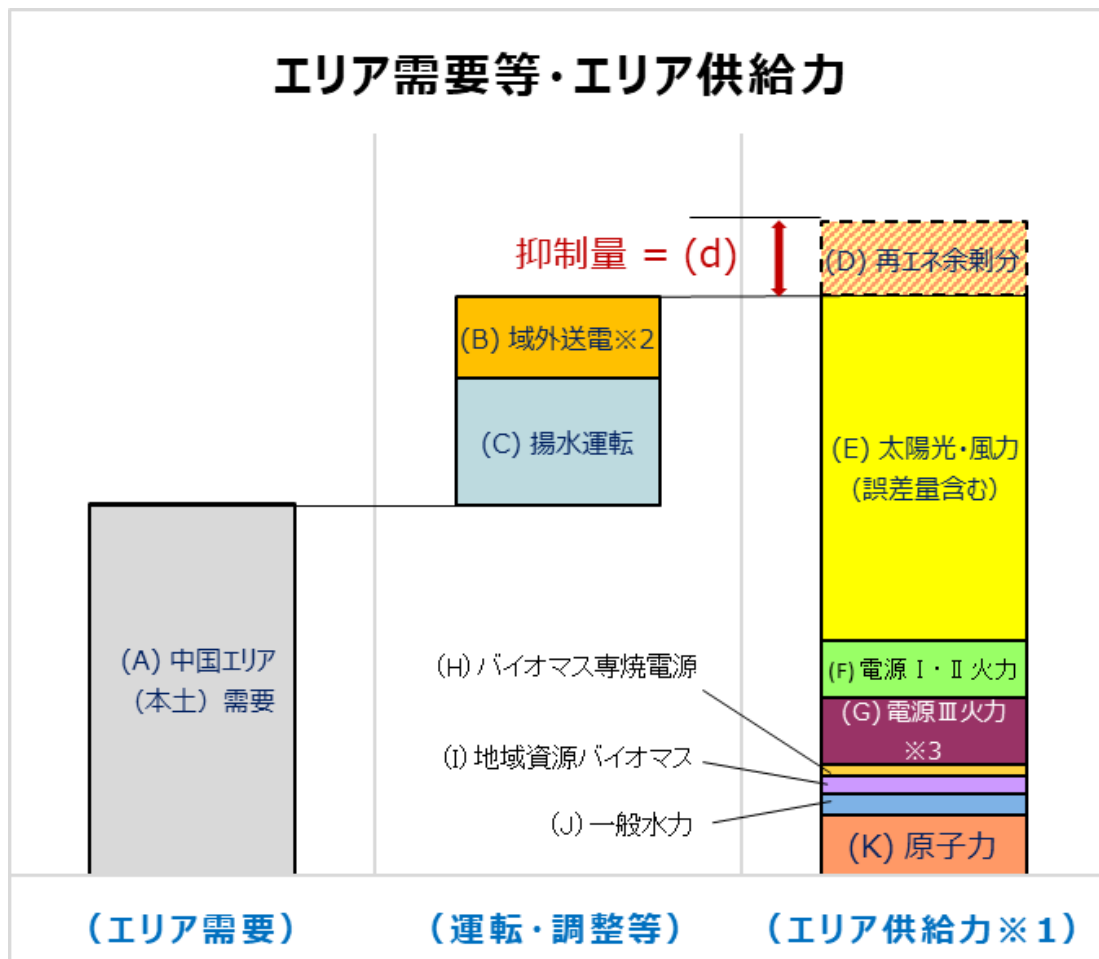 エリア需要等・エリア供給力
抑制量 = (d)
(D) 再エネ余剰分
(B) 域外送電※2
(C) 揚水運転
(E) 太陽光・風力
(誤差量含む)
(A) 中国エリア
(本土)需要
(H)バイオマス専焼電源
(F) 電源Ⅰ・Ⅱ火力
(G) 電源Ⅲ火力
※3
(I) 地域資源バイオマス
(J) 一般水力
(K) 原子力
(エリア需要)
(運転・調整等)
(エリア供給力※1)